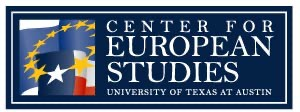 CENTER FOR
EUROPEAN
STUDIES
UNIVERSITY OF TEXAS AT AUSTIN